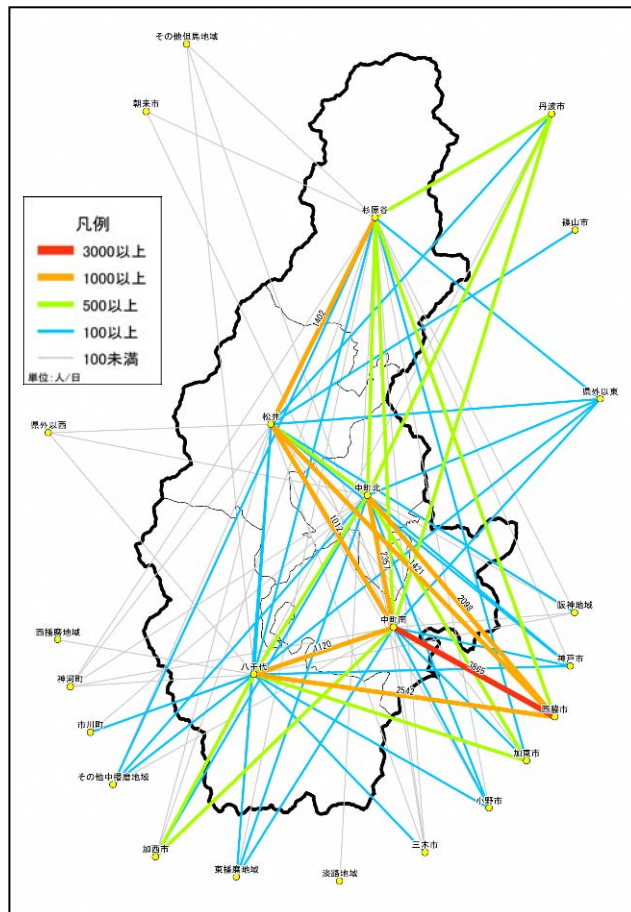 その他但馬地域
朝来市
丹波市
凡例
3000以上
1000以上
500以上
100以上
100未満
単位:人/日
杉原谷
篠山市
1402
県外以東
松井
県外以西
中町北
1012
2357
1421
2098
阪神地域
中町南
西播磨地域
1120
神戸市
八千代
神河町
2542
西脇市
市川町
加東市
その他中播磨地域
小野市
加西市
三木市
東播磨地域
淡路地域